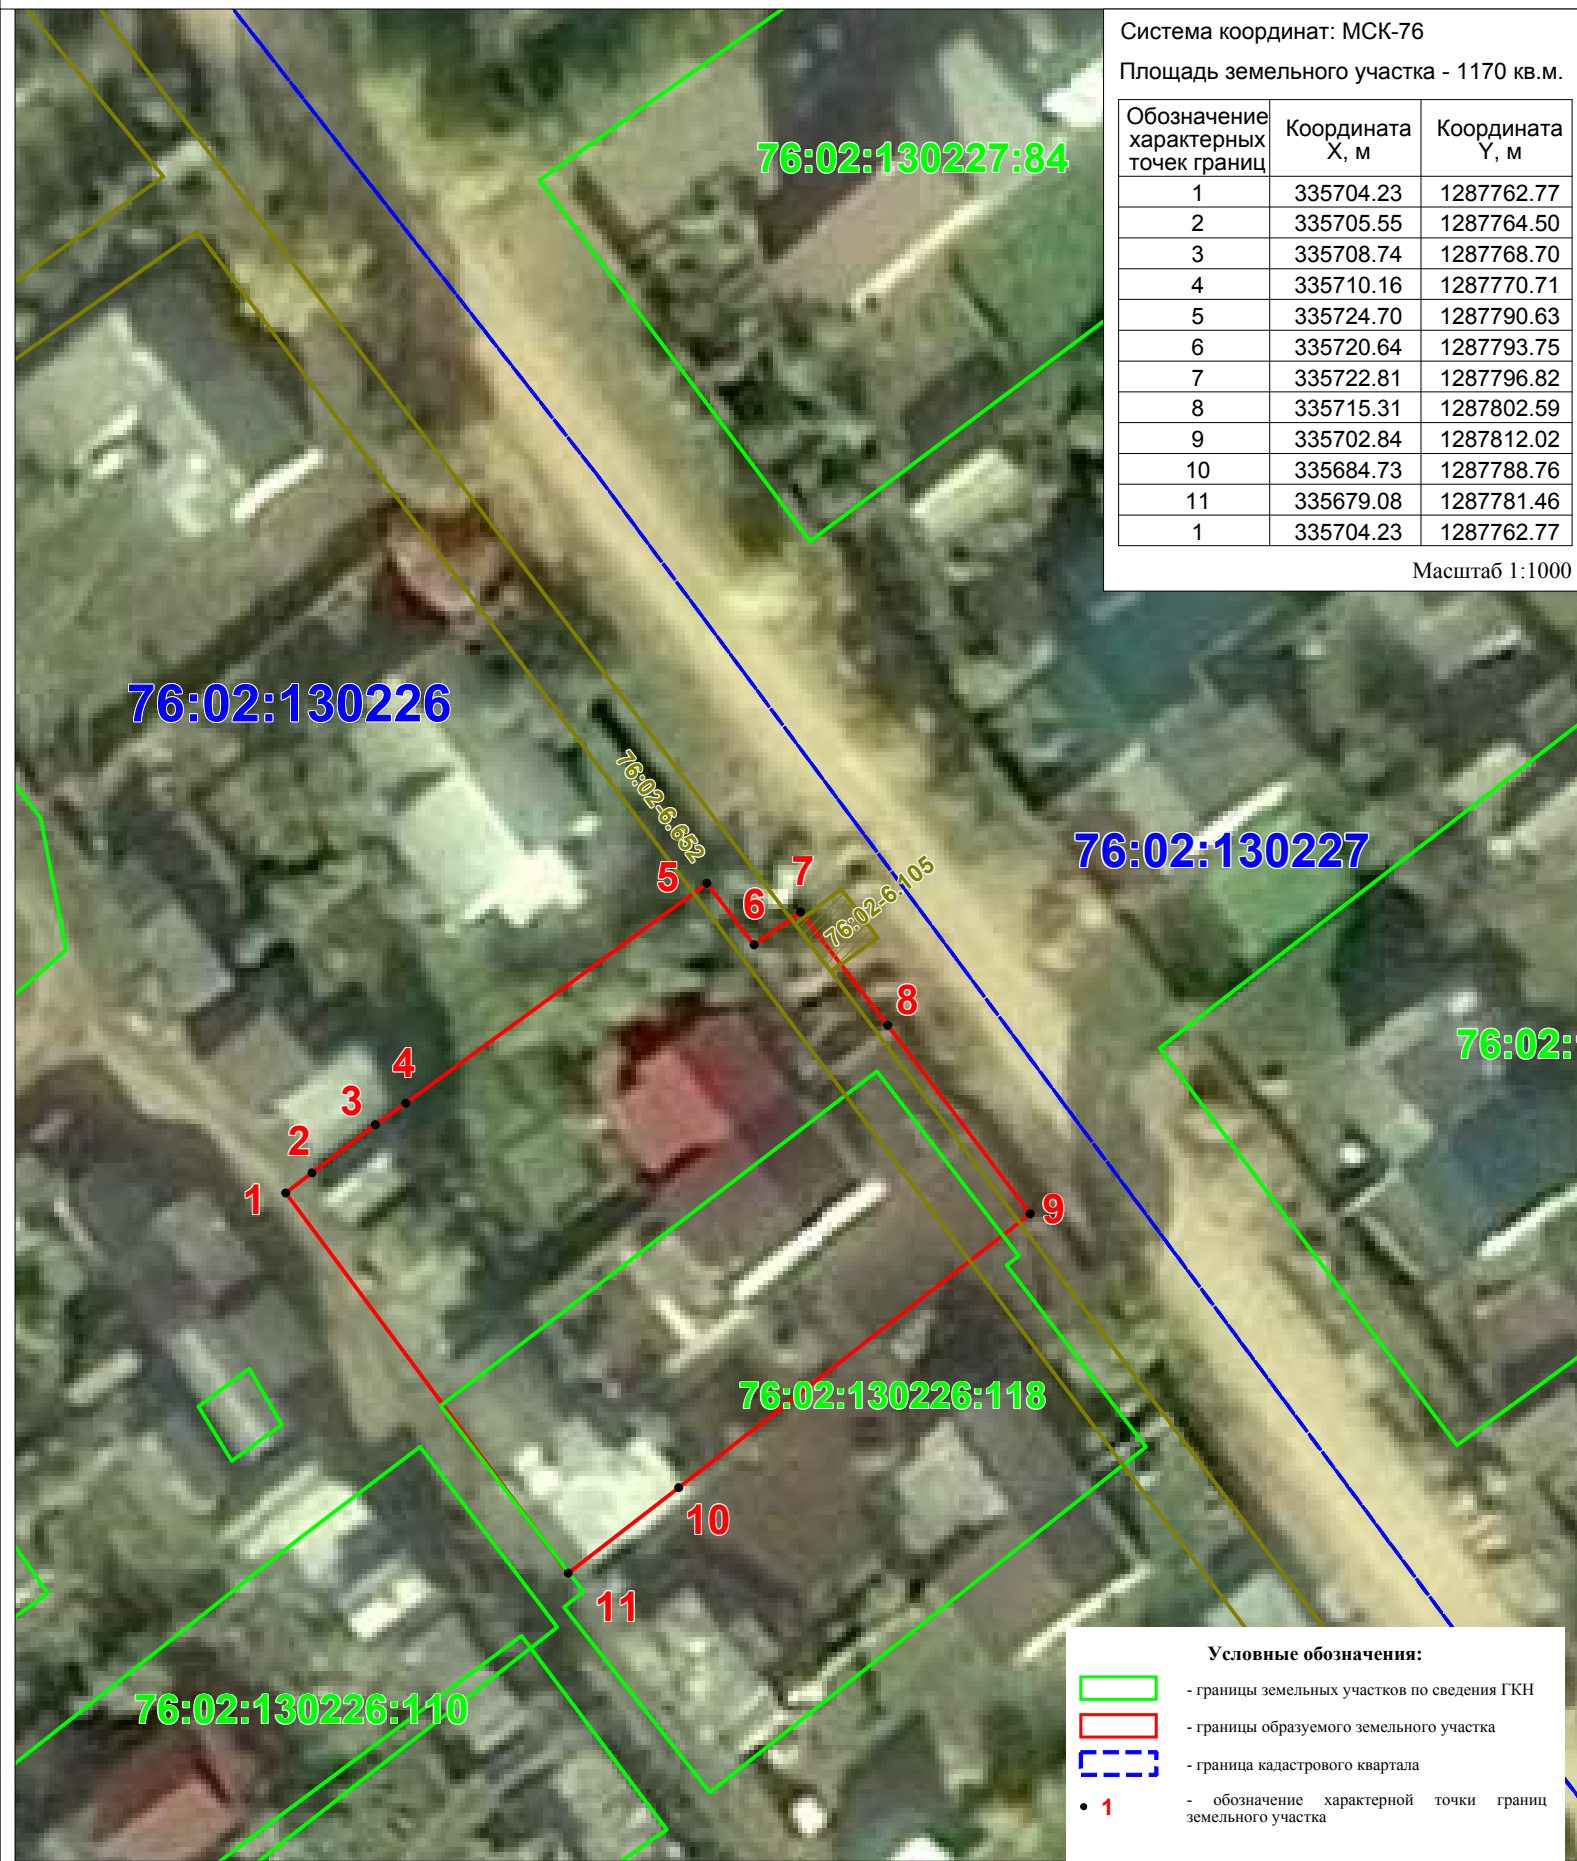 Система координат: МСК-76
Площадь земельного участка - 1170 кв.м.
Обозначение характерных точек границ | Координата X, м | Координата Y, м
1 335704.23 1287762.77
2 335705.55 1287764.50
3 335708.74 1287768.70
4 335710.16 1287770.71
5 335724.70 1287790.63
6 335720.64 1287793.75
7 335722.81 1287796.82
8 335715.31 1287802.59
9 335702.84 1287812.02
10 335684.73 1287788.76
11 335679.08 1287781.46
1 335704.23 1287762.77
Масштаб 1:1000
76:02:130227:84
76:02:130226
76:02-6.652
76:02:130227
76:02-6.105
5
7
6
8
76:02:
4
3
2
1
9
76:02:130226:118
10
11
76:02:130226:110
Условные обозначения:
- границы земельных участков по сведения ГКН
- границы образуемого земельного участка
- граница кадастрового квартала
1 - обозначение характерной точки границ
земельного участка